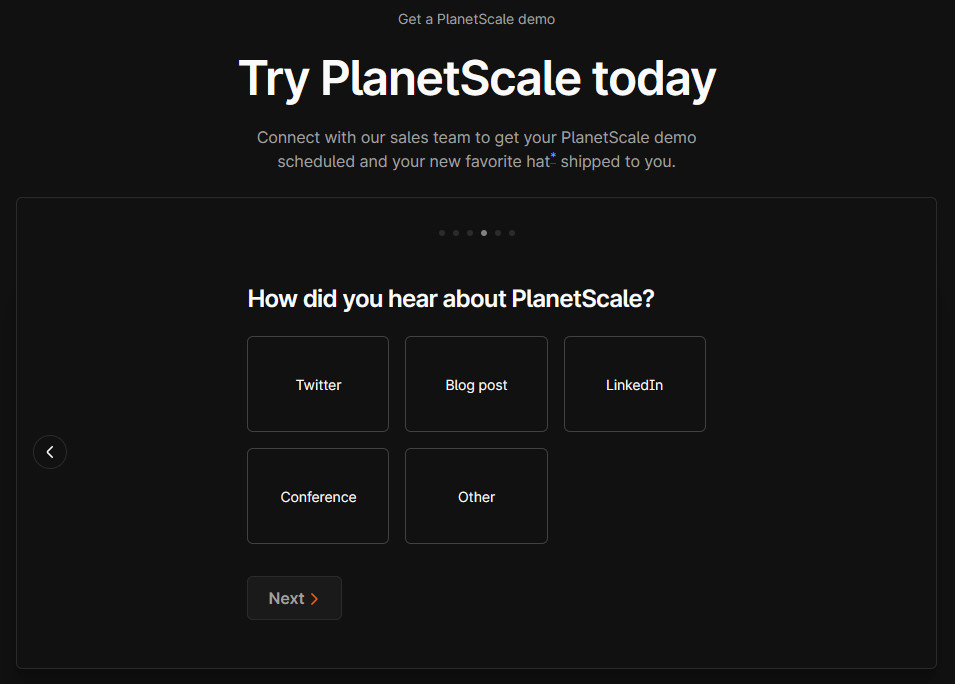 Get a PlanetScale demo
Try PlanetScale today
Connect with our sales team to get your PlanetScale demo
scheduled and your new favorite hat* shipped to you.
How did you hear about PlanetScale?
Twitter
Blog post
LinkedIn
Conference
Other
Next